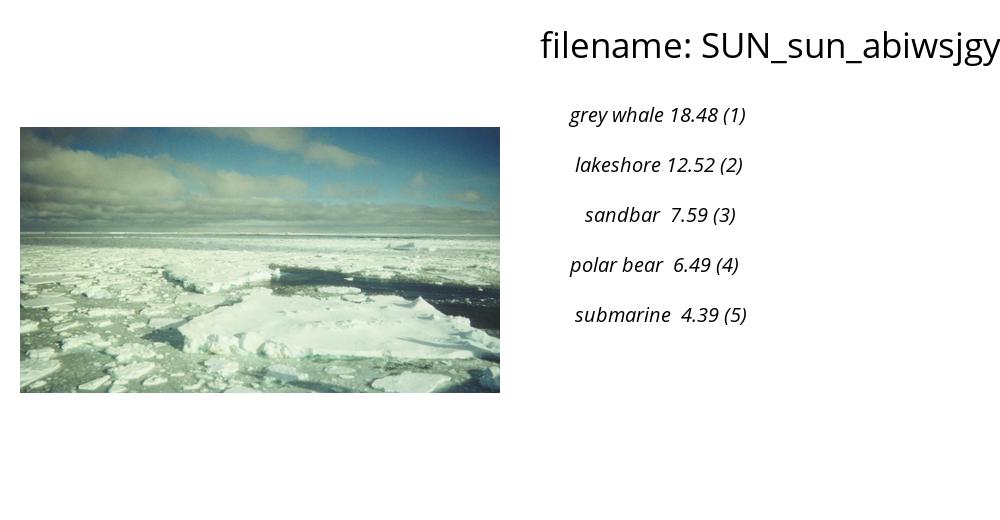 filename: SUN_sun_abiwsjgy
grey whale 18.48 (1)
lakeshore 12.52 (2)
sandbar 7.59 (3)
polar bear 6.49 (4)
submarine 4.39 (5)